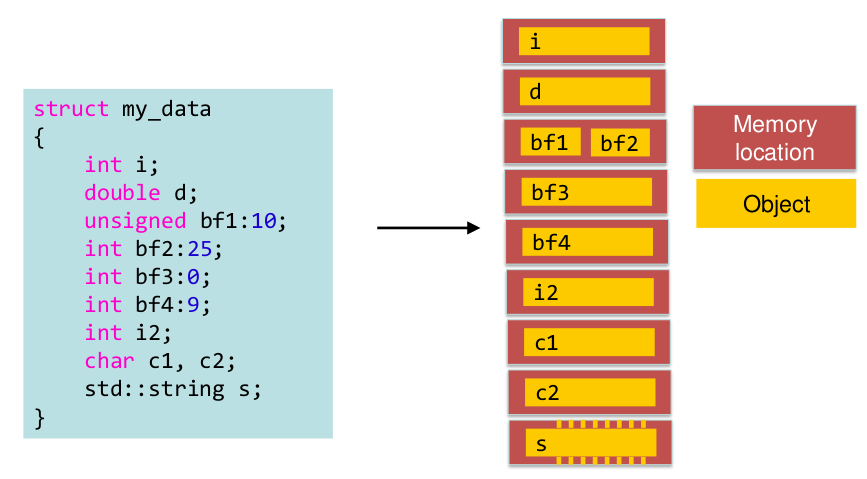 struct my_data
{
    int i;
    double d;
    unsigned bf1:10;
    int bf2:25;
    int bf3:0;
    int bf4:9;
    int i2;
    char c1, c2;
    std::string s;
}
i
d
bf1 bf2
bf3
bf4
i2
c1
c2
s
Memory
location
Object